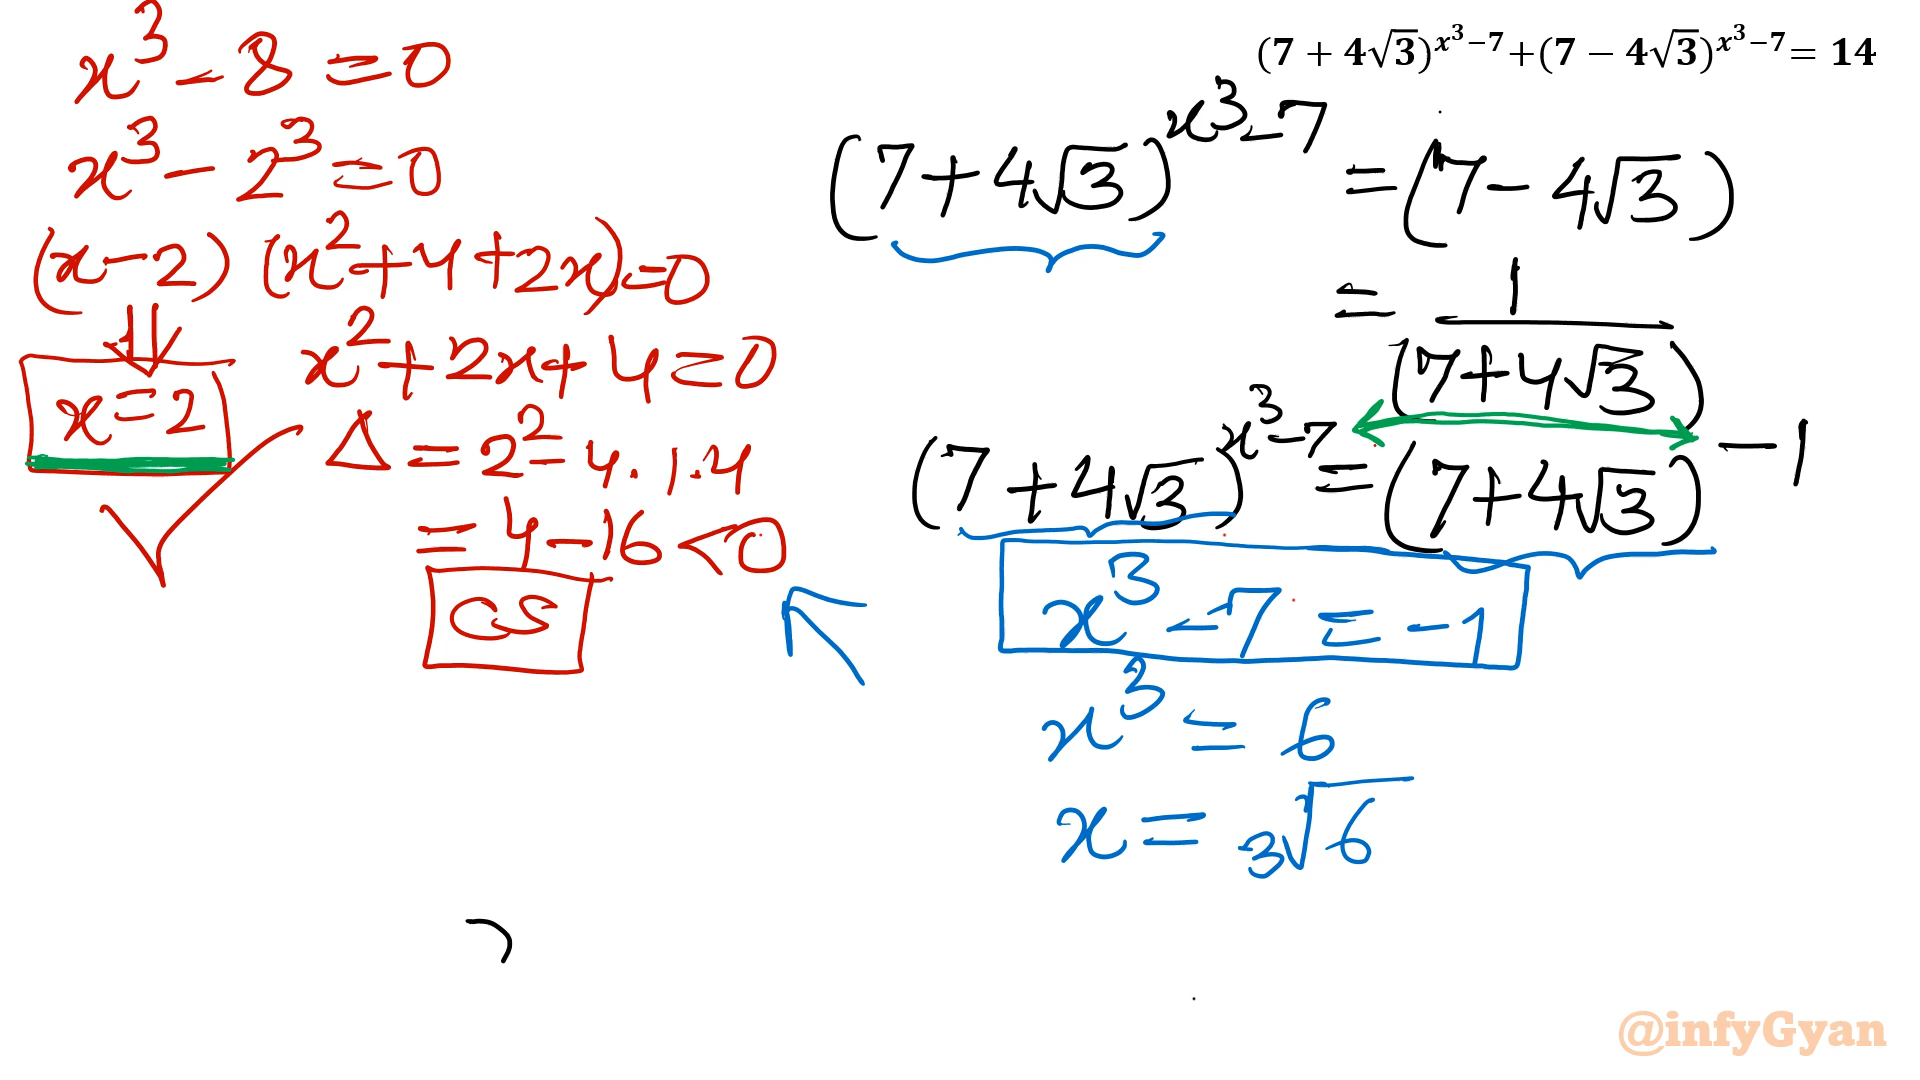 x³ - 8 = 0
x³ - 2³ = 0
(x-2) (x²+4+2x) = 0
x = 2
x² + 2x + 4 = 0
Δ = 2² - 4.1.4
= 4 - 16 < 0
CS
(7 + 4√3)^(x³-7) + (7 - 4√3)^(x³-7) = 14
(7+4√3)^(x³-7) = (7-4√3)
= 1/(7+4√3)
(7+4√3)^(x³-7) = (7+4√3)^-1
x³ - 7 = -1
x³ = 6
x = ³√6
@infyGyan